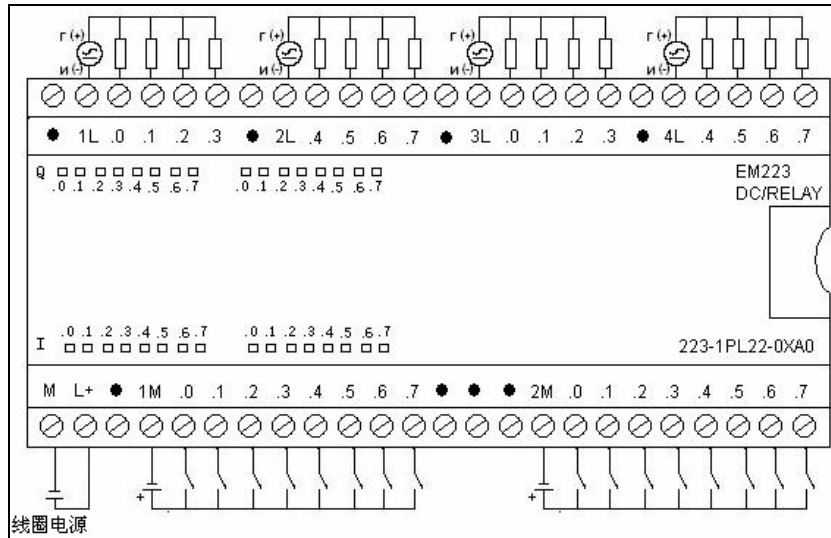 г (+) г (+) г (+) г (+)
и (-) и (-) и (-) и (-)
● 1L .0 .1 .2 .3 ● 2L .4 .5 .6 .7 ● 3L .0 .1 .2 .3 ● 4L .4 .5 .6 .7
Q
.0 .1 .2 .3 .4 .5 .6 .7 .0 .1 .2 .3 .4 .5 .6 .7
EM223
DC/RELAY
.0 .1 .2 .3 .4 .5 .6 .7 .0 .1 .2 .3 .4 .5 .6 .7
I
223-1PL22-0XA0
M L+ ● 1M .0 .1 .2 .3 .4 .5 .6 .7 ● ● ● 2M .0 .1 .2 .3 .4 .5 .6 .7
+ +
线圈电源